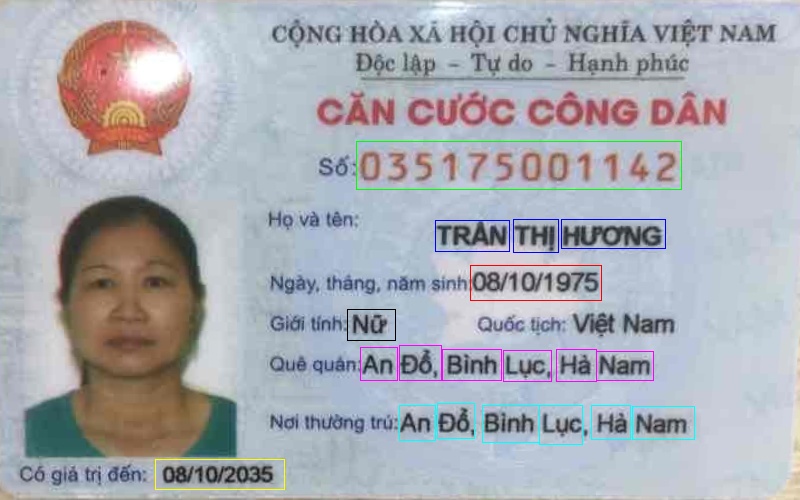 CỘNG HÒA XÃ HỘI CHỦ NGHĨA VIỆT NAM
Độc lập - Tự do - Hạnh phúc
CĂN CƯỚC CÔNG DÂN
Số: 035175001142
Họ và tên:
TRẦN THỊ HƯƠNG
Ngày, tháng, năm sinh: 08/10/1975
Giới tính: Nữ Quốc tịch: Việt Nam
Quê quán: An Đổ, Bình Lục, Hà Nam
Nơi thường trú: An Đổ, Bình Lục, Hà Nam
Có giá trị đến: 08/10/2035